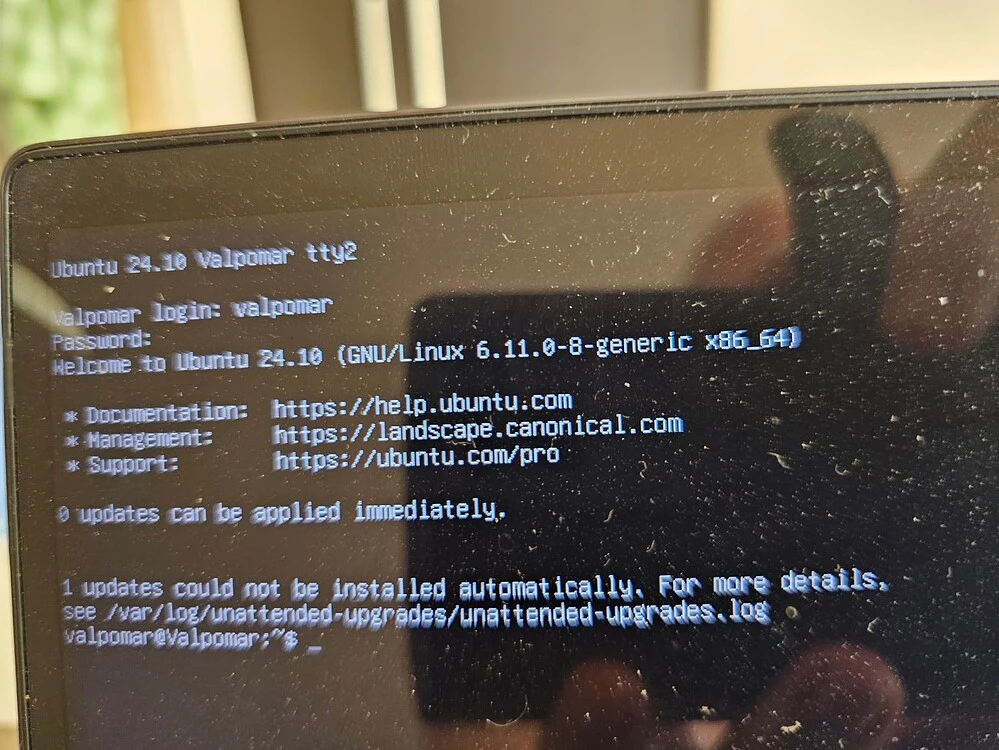 Ubuntu 24.10 Valpomar tty2
Valpomar login: valpomar
Password:
Welcome to Ubuntu 24.10 (GNU/Linux 6.11.0-8-generic x86_64)
* Documentation: https://help.ubuntu.com
* Management: https://landscape.canonical.com
* Support: https://ubuntu.com/pro
0 updates can be applied immediately.
1 updates could not be installed automatically. For more details,
see /var/log/unattended-upgrades/unattended-upgrades.log
valpomar@Valpomar:~$ _